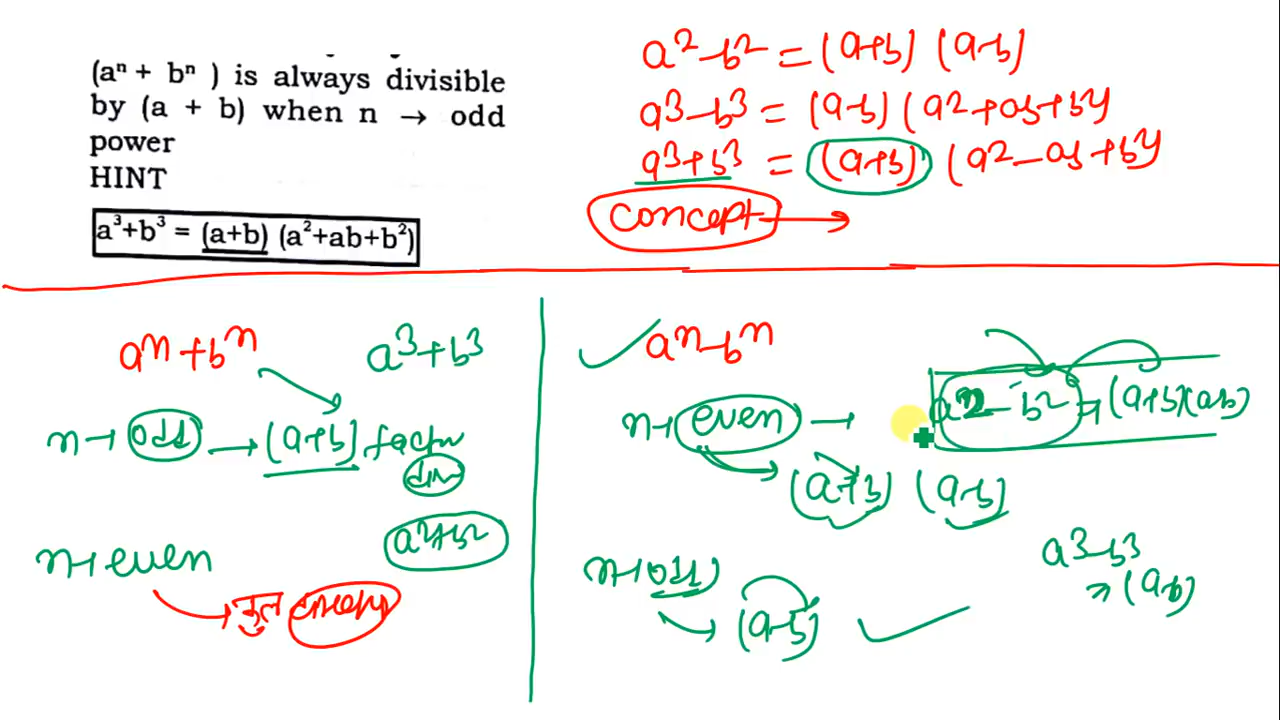 (aⁿ + bⁿ ) is always divisible
by (a + b) when n → odd
power
HINT
a³+b³ = (a+b) (a²+ab+b²)
a²-b² = (a+b) (a-b)
a³-b³ = (a-b) (a²+ab+b²)
a³+b³ = (a+b) (a²-ab+b²)
concept →
aⁿ+bⁿ a³+b³
n→ odd → (a+b) factor
a²+b²
n→even
aⁿ-bⁿ
n→ even → - b² = (a+b)(a-b)
(a+b) (a-b)
n→odd
(a-b)
a³-b³
= (a-b)